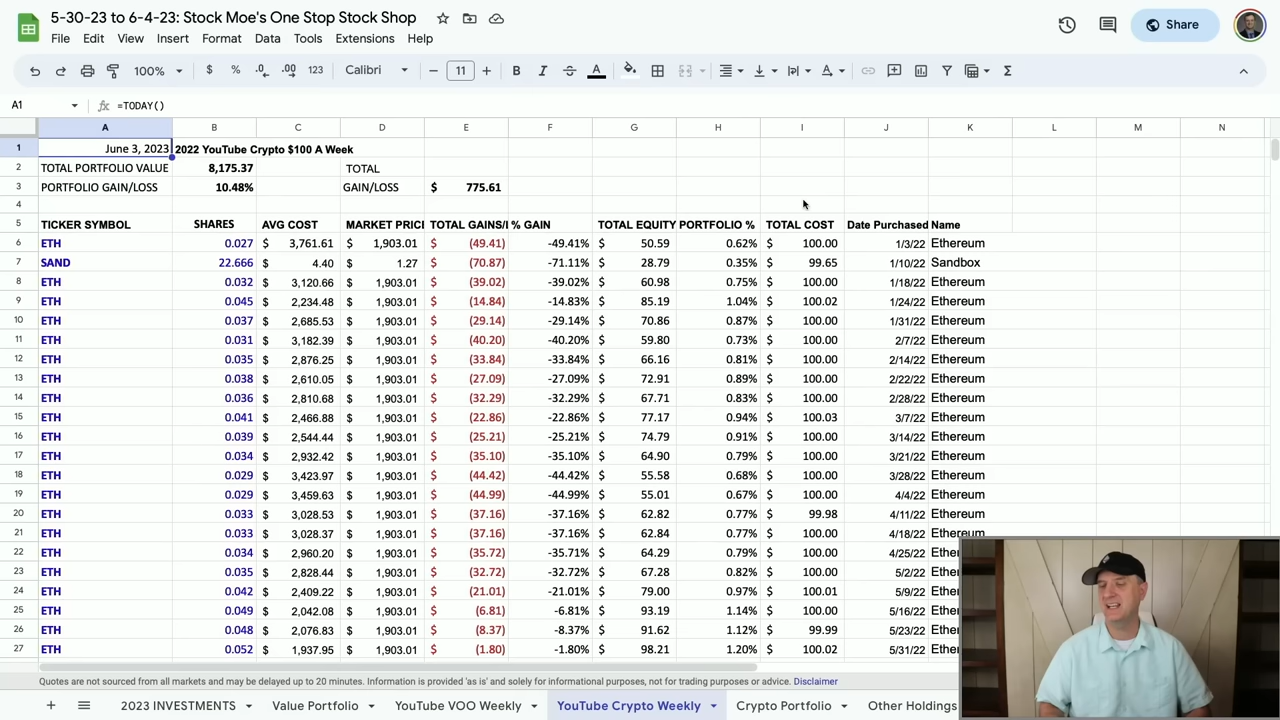 5-30-23 to 6-4-23: Stock Moe's One Stop Stock Shop
File Edit View Insert Format Data Tools Extensions Help
Share
100% $ % .0 .00 123 Calibri 11 B I A
A1 fx =TODAY()
A B C D E F G H I J K L M N
1 June 3, 2023 2022 YouTube Crypto $100 A Week
2 TOTAL PORTFOLIO VALUE 8,175.37 TOTAL
3 PORTFOLIO GAIN/LOSS 10.48% GAIN/LOSS $ 775.61
4
5 TICKER SYMBOL SHARES AVG COST MARKET PRIC TOTAL GAINS/l % GAIN TOTAL EQUITY PORTFOLIO % TOTAL COST Date Purchased Name
6 ETH 0.027 $ 3,761.61 $ 1,903.01 $ (49.41) -49.41% $ 50.59 0.62% $ 100.00 1/3/22 Ethereum
7 SAND 22.666 $ 4.40 $ 1.27 $ (70.87) -71.11% $ 28.79 0.35% $ 99.65 1/10/22 Sandbox
8 ETH 0.032 $ 3,120.66 $ 1,903.01 $ (39.02) -39.02% $ 60.98 0.75% $ 100.00 1/18/22 Ethereum
9 ETH 0.045 $ 2,234.48 $ 1,903.01 $ (14.84) -14.83% $ 85.19 1.04% $ 100.02 1/24/22 Ethereum
10 ETH 0.037 $ 2,685.53 $ 1,903.01 $ (29.14) -29.14% $ 70.86 0.87% $ 100.00 1/31/22 Ethereum
11 ETH 0.031 $ 3,182.39 $ 1,903.01 $ (40.20) -40.20% $ 59.80 0.73% $ 100.00 2/7/22 Ethereum
12 ETH 0.035 $ 2,876.25 $ 1,903.01 $ (33.84) -33.84% $ 66.16 0.81% $ 100.00 2/14/22 Ethereum
13 ETH 0.038 $ 2,610.05 $ 1,903.01 $ (27.09) -27.09% $ 72.91 0.89% $ 100.00 2/22/22 Ethereum
14 ETH 0.036 $ 2,810.68 $ 1,903.01 $ (32.29) -32.29% $ 67.71 0.83% $ 100.00 2/28/22 Ethereum
15 ETH 0.041 $ 2,466.88 $ 1,903.01 $ (22.86) -22.86% $ 77.17 0.94% $ 100.03 3/7/22 Ethereum
16 ETH 0.039 $ 2,544.44 $ 1,903.01 $ (25.21) -25.21% $ 74.79 0.91% $ 100.00 3/14/22 Ethereum
17 ETH 0.034 $ 2,932.42 $ 1,903.01 $ (35.10) -35.10% $ 64.90 0.79% $ 100.00 3/21/22 Ethereum
18 ETH 0.029 $ 3,423.97 $ 1,903.01 $ (44.42) -44.42% $ 55.58 0.68% $ 100.00 3/28/22 Ethereum
19 ETH 0.029 $ 3,459.63 $ 1,903.01 $ (44.99) -44.99% $ 55.01 0.67% $ 100.00 4/4/22 Ethereum
20 ETH 0.033 $ 3,028.53 $ 1,903.01 $ (37.16) -37.16% $ 62.82 0.77% $ 99.98 4/11/22 Ethereum
21 ETH 0.033 $ 3,028.37 $ 1,903.01 $ (37.16) -37.16% $ 62.84 0.77% $ 100.00 4/18/22 Ethereum
22 ETH 0.034 $ 2,960.20 $ 1,903.01 $ (35.72) -35.71% $ 64.29 0.79% $ 100.00 4/25/22 Ether
23 ETH 0.035 $ 2,828.44 $ 1,903.01 $ (32.72) -32.72% $ 67.28 0.82% $ 100.00 5/2/22 Ether
24 ETH 0.042 $ 2,409.22 $ 1,903.01 $ (21.01) -21.01% $ 79.00 0.97% $ 100.01 5/9/22 Ether
25 ETH 0.049 $ 2,042.08 $ 1,903.01 $ (6.81) -6.81% $ 93.19 1.14% $ 100.00 5/16/22 Ether
26 ETH 0.048 $ 2,076.83 $ 1,903.01 $ (8.37) -8.37% $ 91.62 1.12% $ 99.99 5/23/22 Ether
27 ETH 0.052 $ 1,937.95 $ 1,903.01 $ (1.80) -1.80% $ 98.21 1.20% $ 100.02 5/31/22 Ether
Quotes are not sourced from all markets and may be delayed up to 20 minutes. Information is provided 'as is' and solely for informational purposes, not for trading purposes or advice. Disclaimer
2023 INVESTMENTS Value Portfolio YouTube VOO Weekly YouTube Crypto Weekly Crypto Portfolio Other Holdings